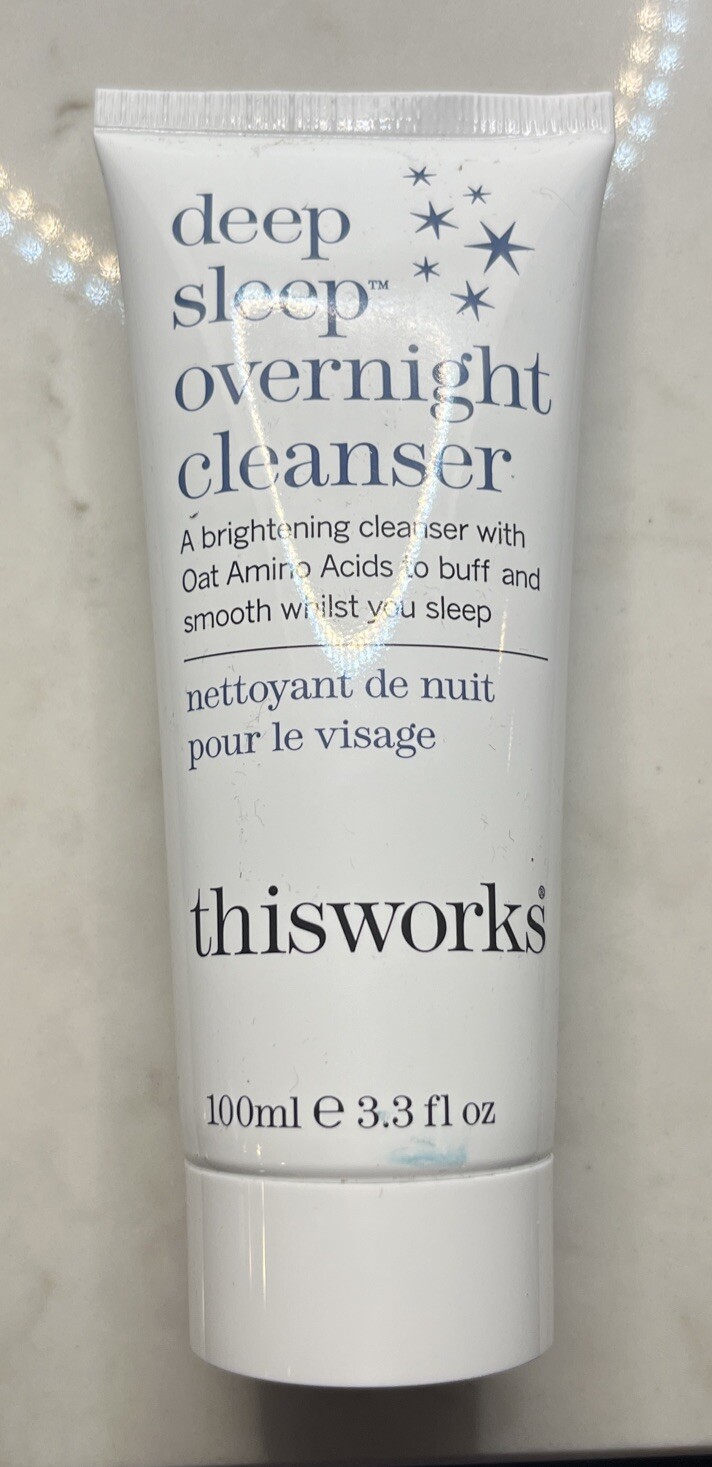 deep
sleep™
overnight
cleanser
A brightening cleanser with
Oat Amino Acids to buff and
smooth whilst you sleep
nettoyant de nuit
pour le visage
thisworks®
100ml ℮ 3.3 fl oz